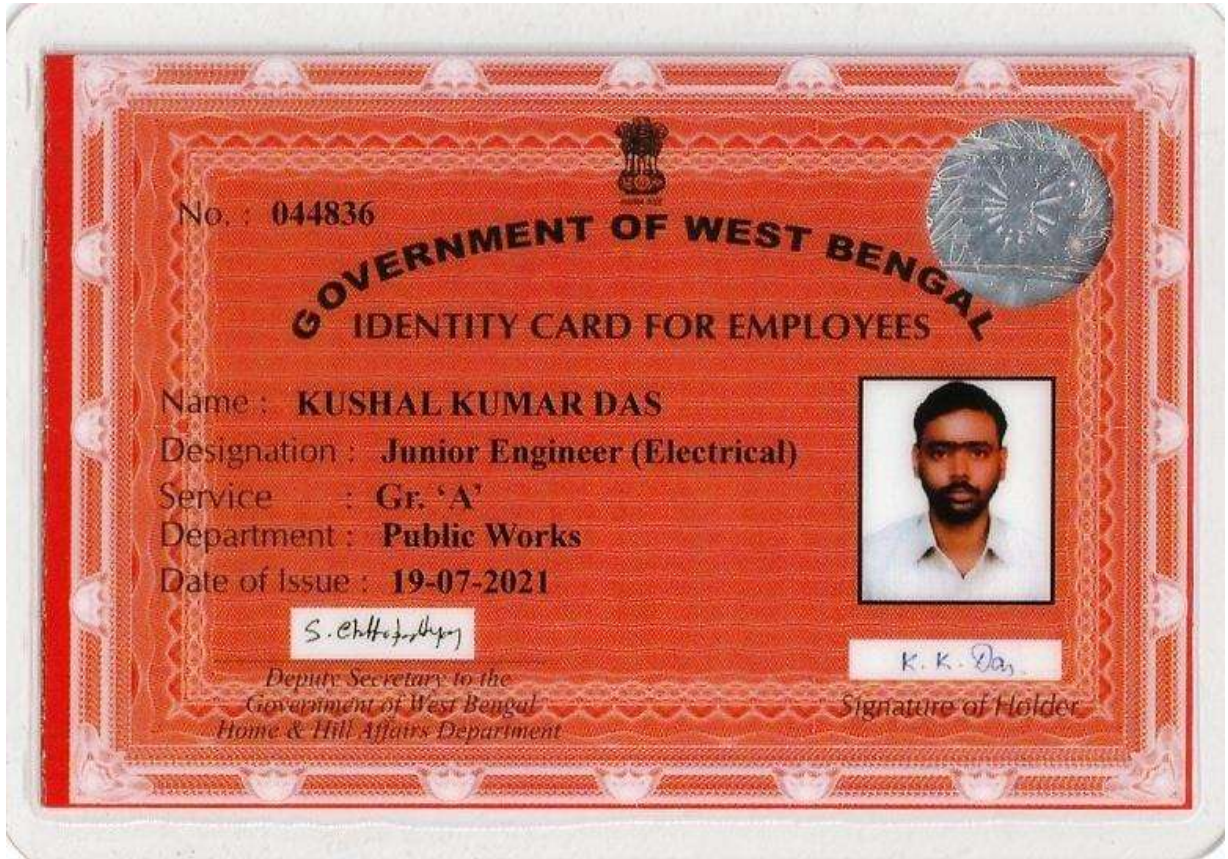 No. : 044836
GOVERNMENT OF WEST BENGAL
IDENTITY CARD FOR EMPLOYEES
Name : KUSHAL KUMAR DAS
Designation : Junior Engineer (Electrical)
Service : Gr. ‘A’
Department : Public Works
Date of Issue : 19-07-2021
Deputy Secretary to the
Government of West Bengal
Home & Hill Affairs Department
K. K. Das.
Signature of Holder